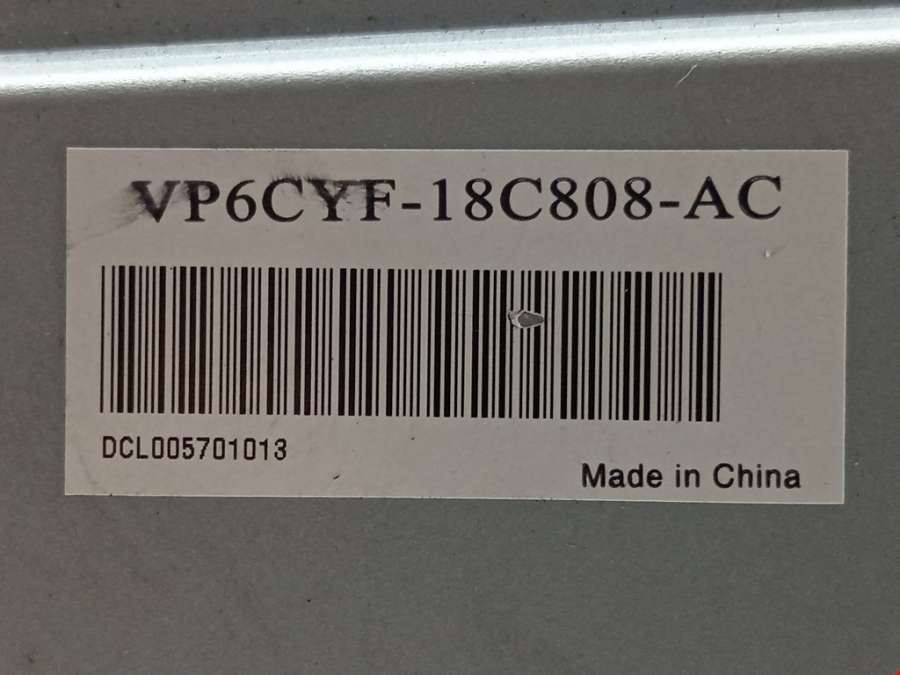 VP6CYF-18C808-AC
DCL005701013
Made in China